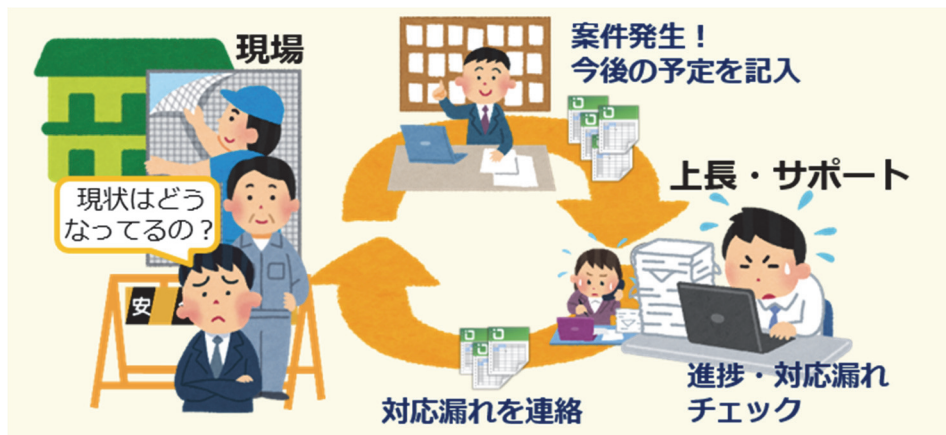 現場
案件発生！
今後の予定を記入
上長・サポート
現状はどう
なってるの？
安
進捗・対応漏れ
チェック
対応漏れを連絡